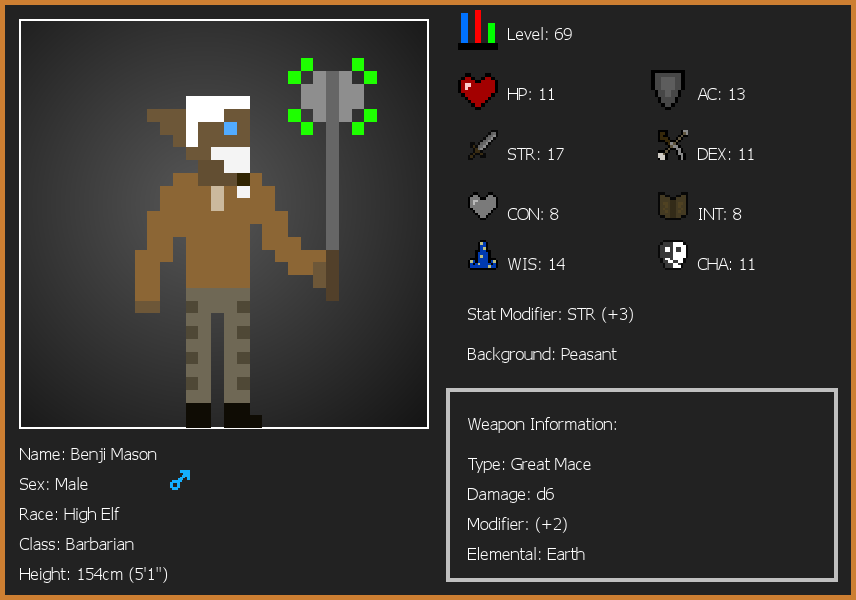 Level: 69
HP: 11
AC: 13
STR: 17
DEX: 11
CON: 8
INT: 8
WIS: 14
CHA: 11
Stat Modifier: STR (+3)
Background: Peasant
Weapon Information:
Type: Great Mace
Damage: d6
Modifier: (+2)
Elemental: Earth
Name: Benji Mason
Sex: Male
Race: High Elf
Class: Barbarian
Height: 154cm (5'1")